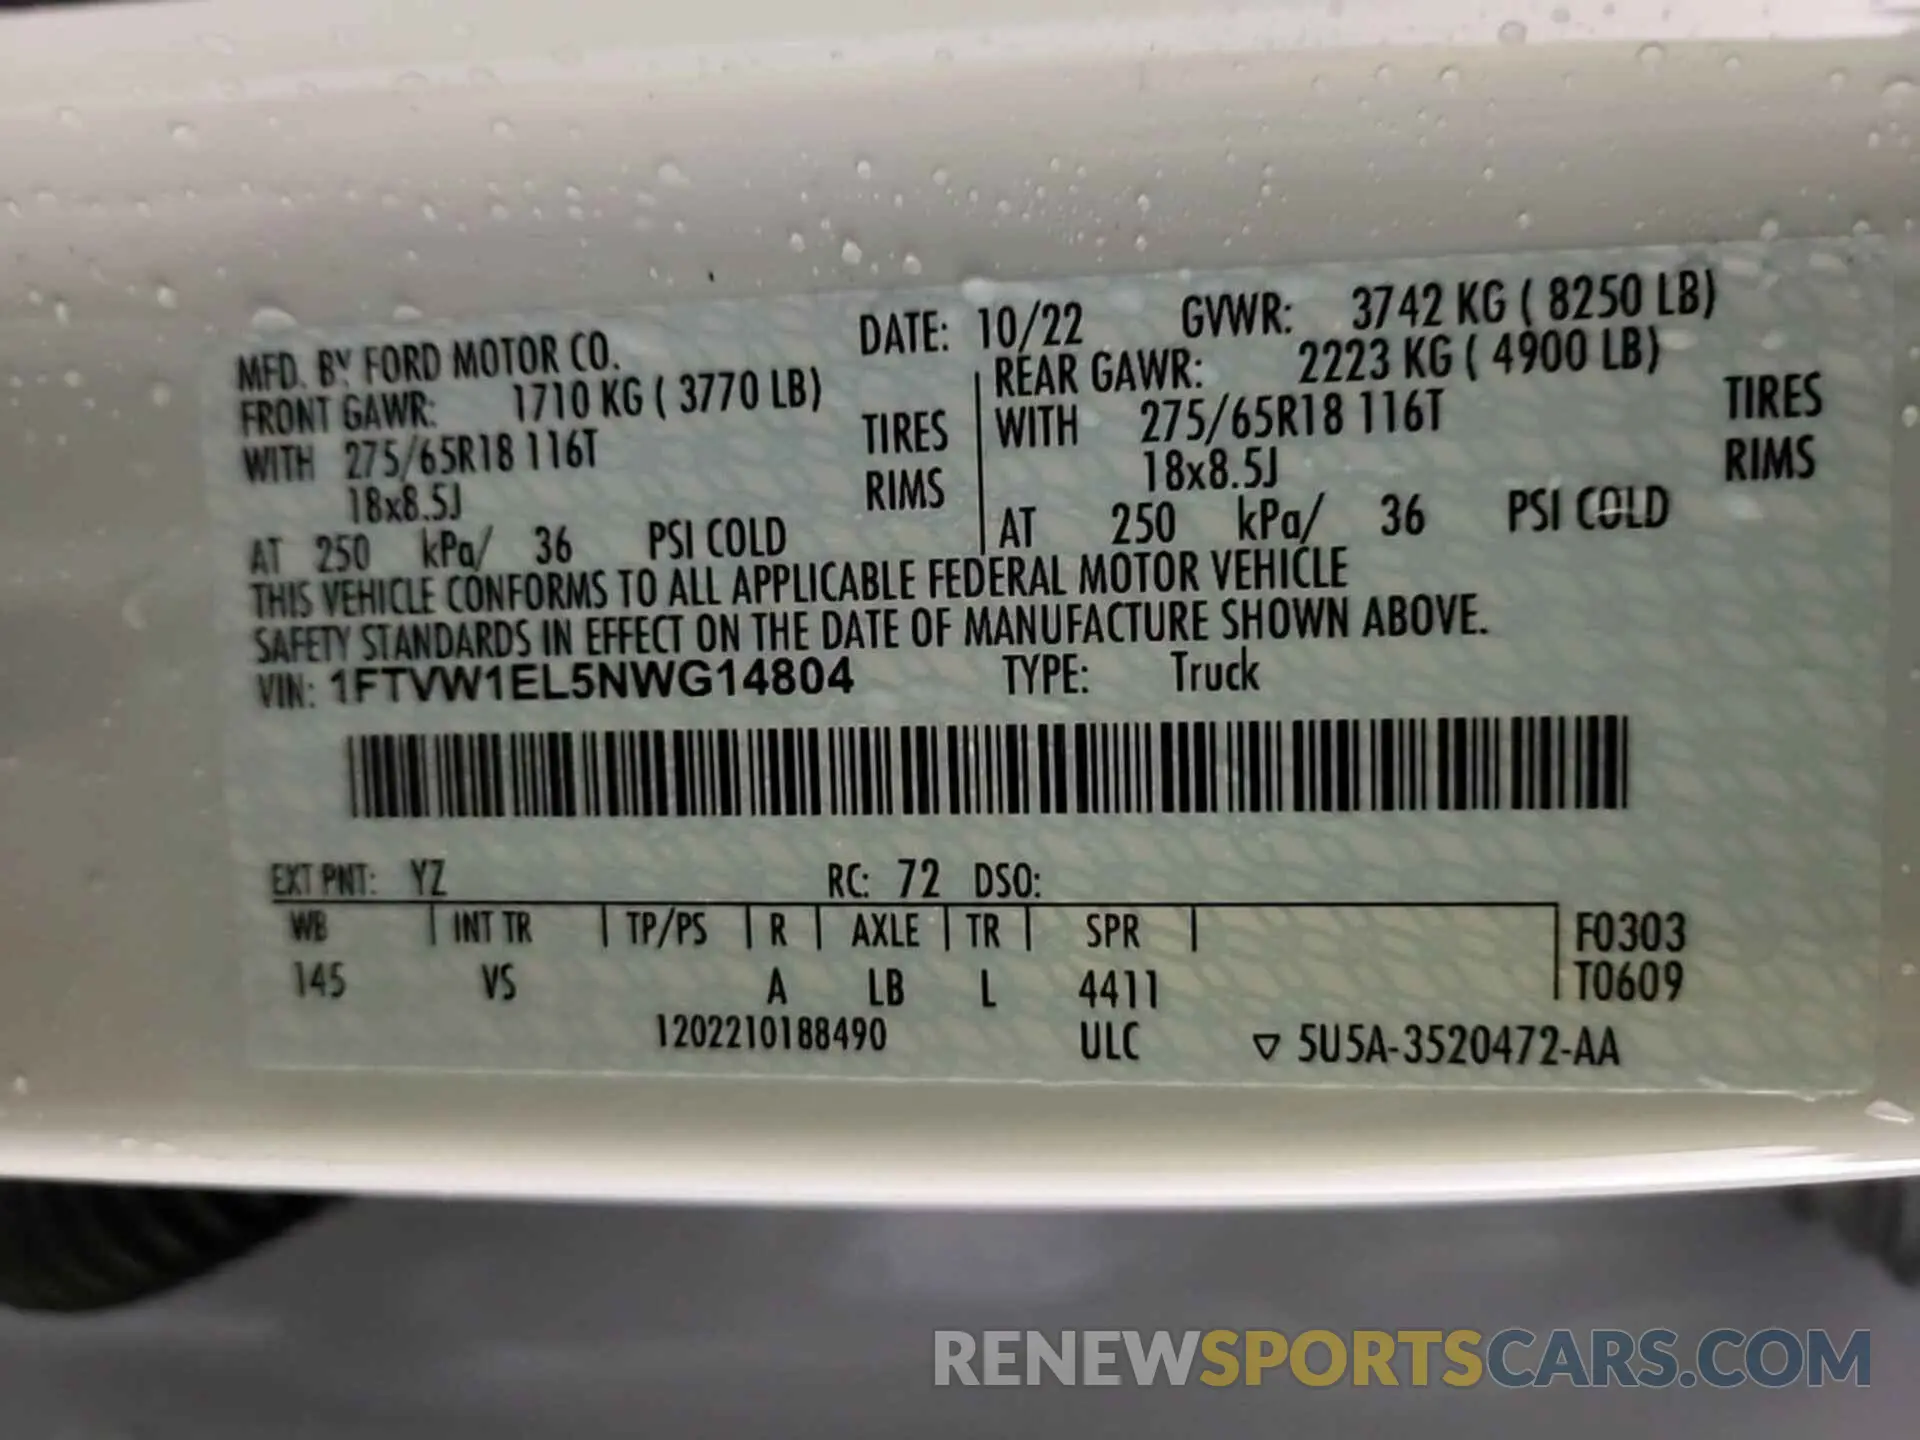 MFD. BY FORD MOTOR CO.
DATE: 10/22 GVWR: 3742 KG ( 8250 LB)
FRONT GAWR: 1710 KG ( 3770 LB)
WITH 275/65R18 116T TIRES
18x8.5J RIMS
AT 250 kPa/ 36 PSI COLD
REAR GAWR: 2223 KG ( 4900 LB)
WITH 275/65R18 116T TIRES
18x8.5J RIMS
AT 250 kPa/ 36 PSI COLD
THIS VEHICLE CONFORMS TO ALL APPLICABLE FEDERAL MOTOR VEHICLE
SAFETY STANDARDS IN EFFECT ON THE DATE OF MANUFACTURE SHOWN ABOVE.
VIN: 1FTVW1EL5NWG14804 TYPE: Truck
EXT PNT: YZ RC: 72 DSO:
WB INT TR TP/PS R AXLE TR SPR F0303
145 VS A LB L 4411 T0609
1202210188490 ULC ▽ 5U5A-3520472-AA
RENEWSPORTSCARS.COM